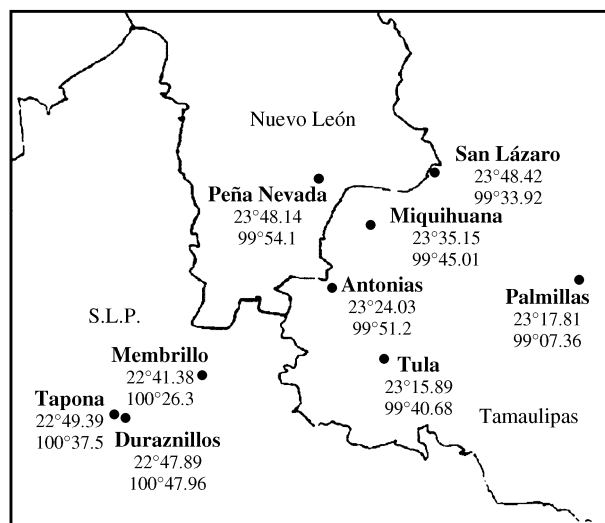 Nuevo León
San Lázaro
23°48.42
99°33.92
Peña Nevada
23°48.14
99°54.1
Miquihuana
23°35.15
99°45.01
Antonias
23°24.03
99°51.2
Palmillas
23°17.81
99°07.36
S.L.P.
Membrillo
22°41.38
100°26.3
Tula
23°15.89
99°40.68
Tapona
22°49.39
100°37.5
Duraznillos
22°47.89
100°47.96
Tamaulipas